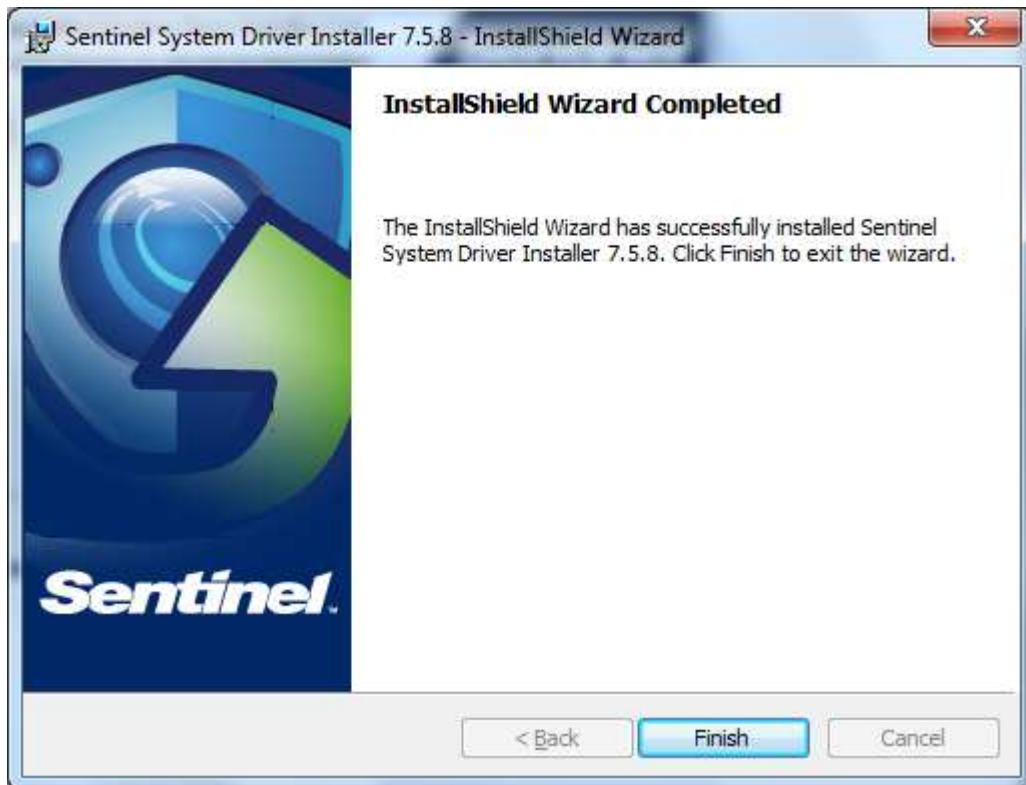 Sentinel System Driver Installer 7.5.8 - InstallShield Wizard
InstallShield Wizard Completed
The InstallShield Wizard has successfully installed Sentinel
System Driver Installer 7.5.8. Click Finish to exit the wizard.
Sentinel
< Back
Finish
Cancel